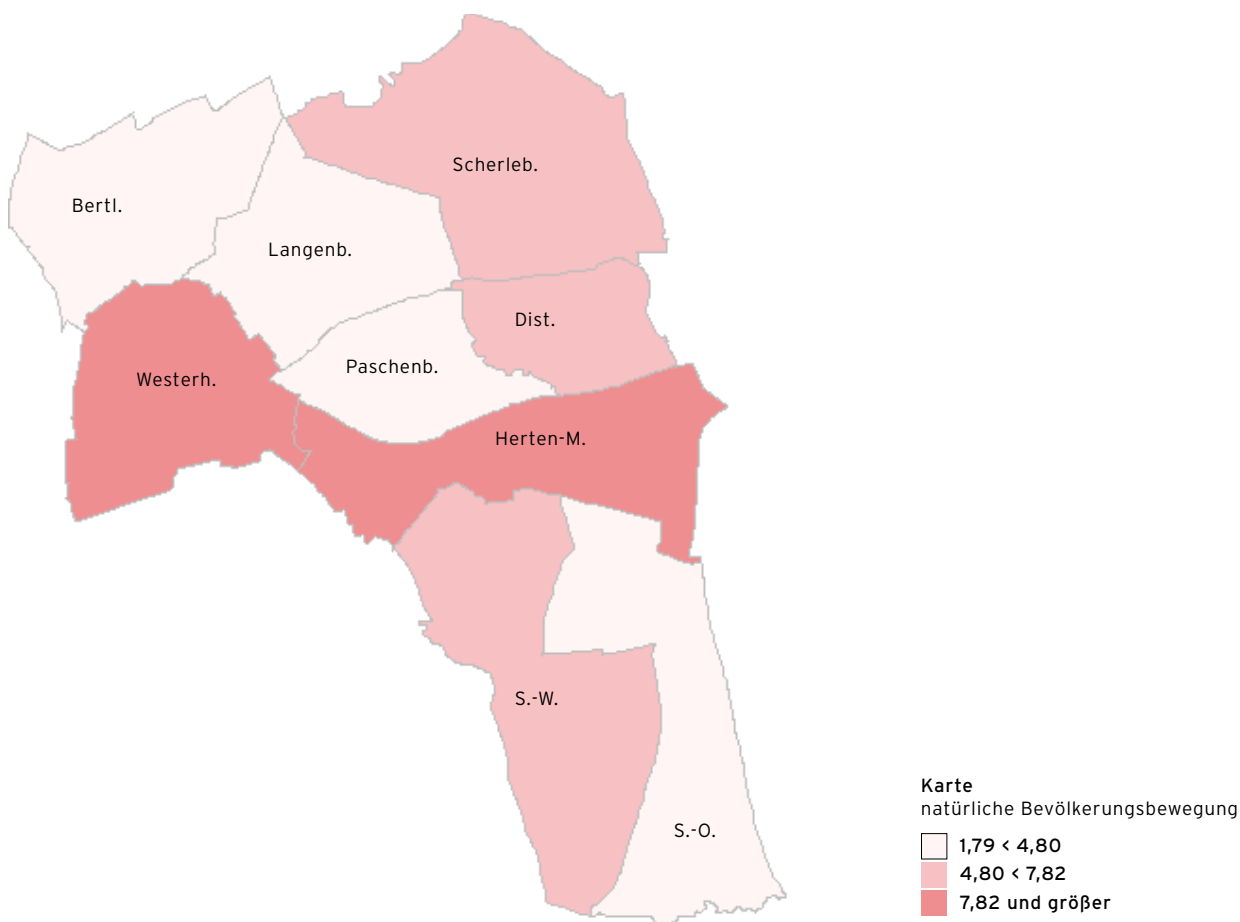 Scherleb.
Bertl.
Langenb.
Dist.
Paschenb.
Westerh.
Herten-M.
S.-W.
S.-O.
Karte
natürliche Bevölkerungsbewegung
1,79 < 4,80
4,80 < 7,82
7,82 und größer